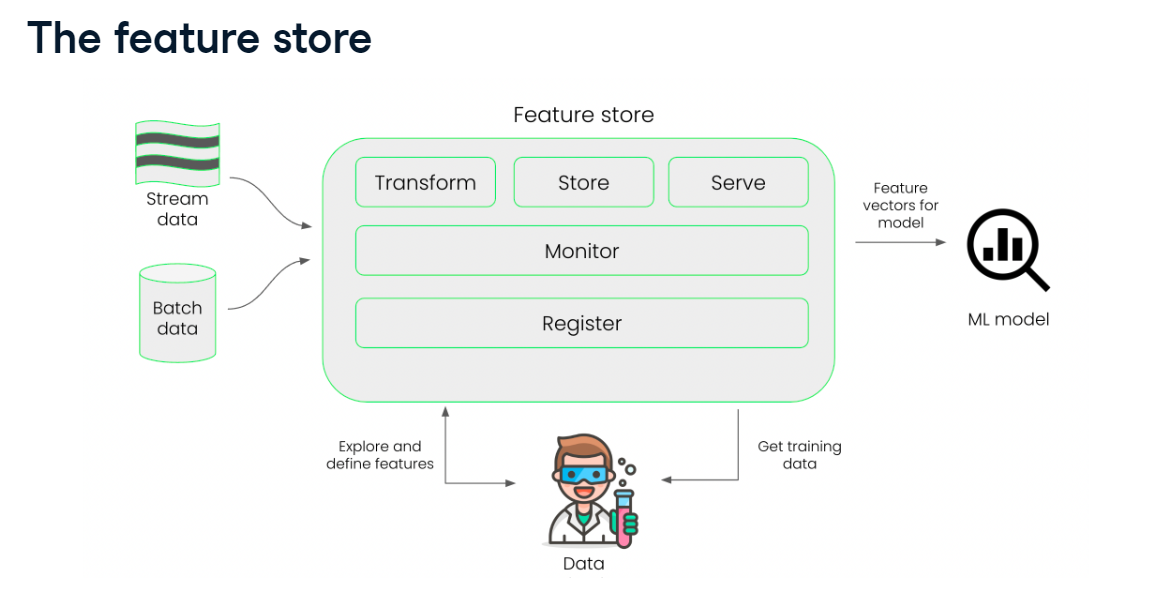 The feature store
Feature store
Stream
data
Batch
data
Transform
Store
Serve
Monitor
Register
Feature
vectors for
model
ML model
Explore and
define features
Get training
data
Data